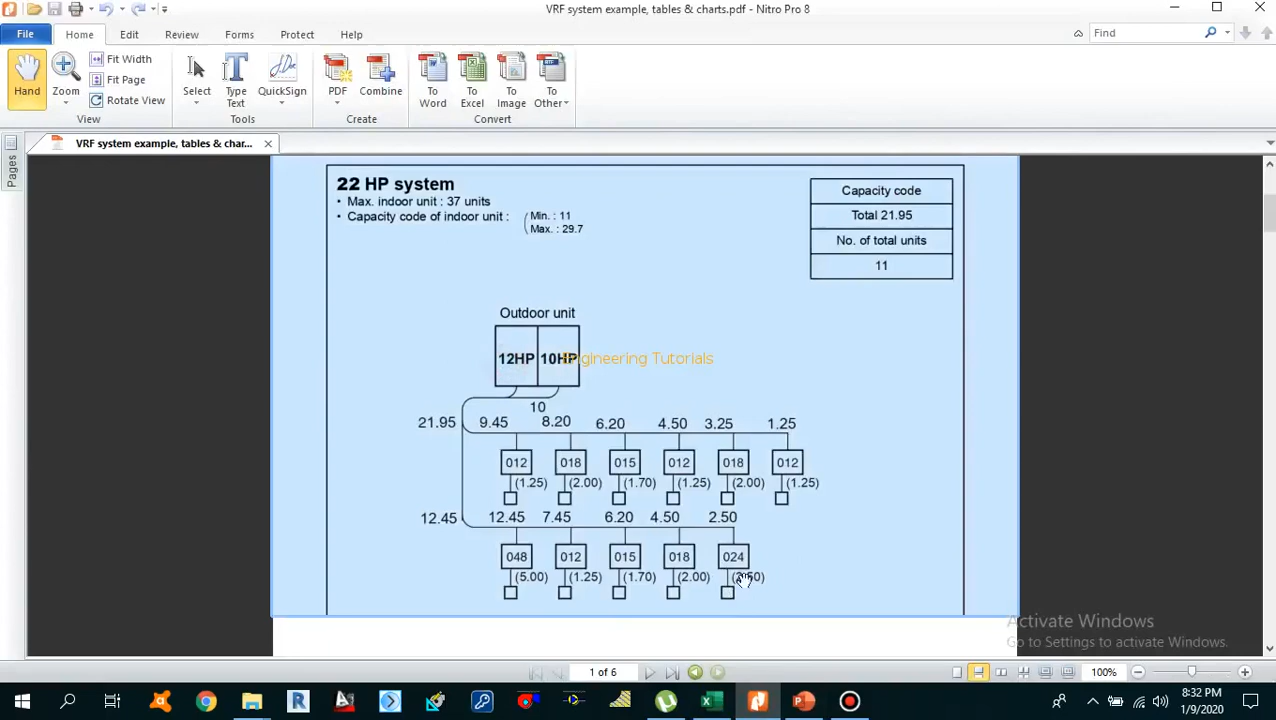 VRF system example, tables & charts.pdf - Nitro Pro 8
File
Home
Edit
Review
Forms
Protect
Help
Find
Hand
Zoom
Fit Width
Fit Page
Rotate View
View
Select
Type Text
QuickSign
Tools
PDF
Combine
Create
To Word
To Excel
To Image
To Other
Convert
VRF system example, tables & char...
Pages
22 HP system
• Max. indoor unit : 37 units
• Capacity code of indoor unit :
Min. : 11
Max. : 29.7
Capacity code
Total 21.95
No. of total units
11
Outdoor unit
12HP 10HP
Engineering Tutorials
10
21.95 9.45 8.20 6.20 4.50 3.25 1.25
012 018 015 012 018 012
(1.25) (2.00) (1.70) (1.25) (2.00) (1.25)
12.45 12.45 7.45 6.20 4.50 2.50
048 012 015 018 024
(5.00) (1.25) (1.70) (2.00) (2.50)
Activate Windows
Go to Settings to activate Windows.
1 of 6
100%
8:32 PM
1/9/2020